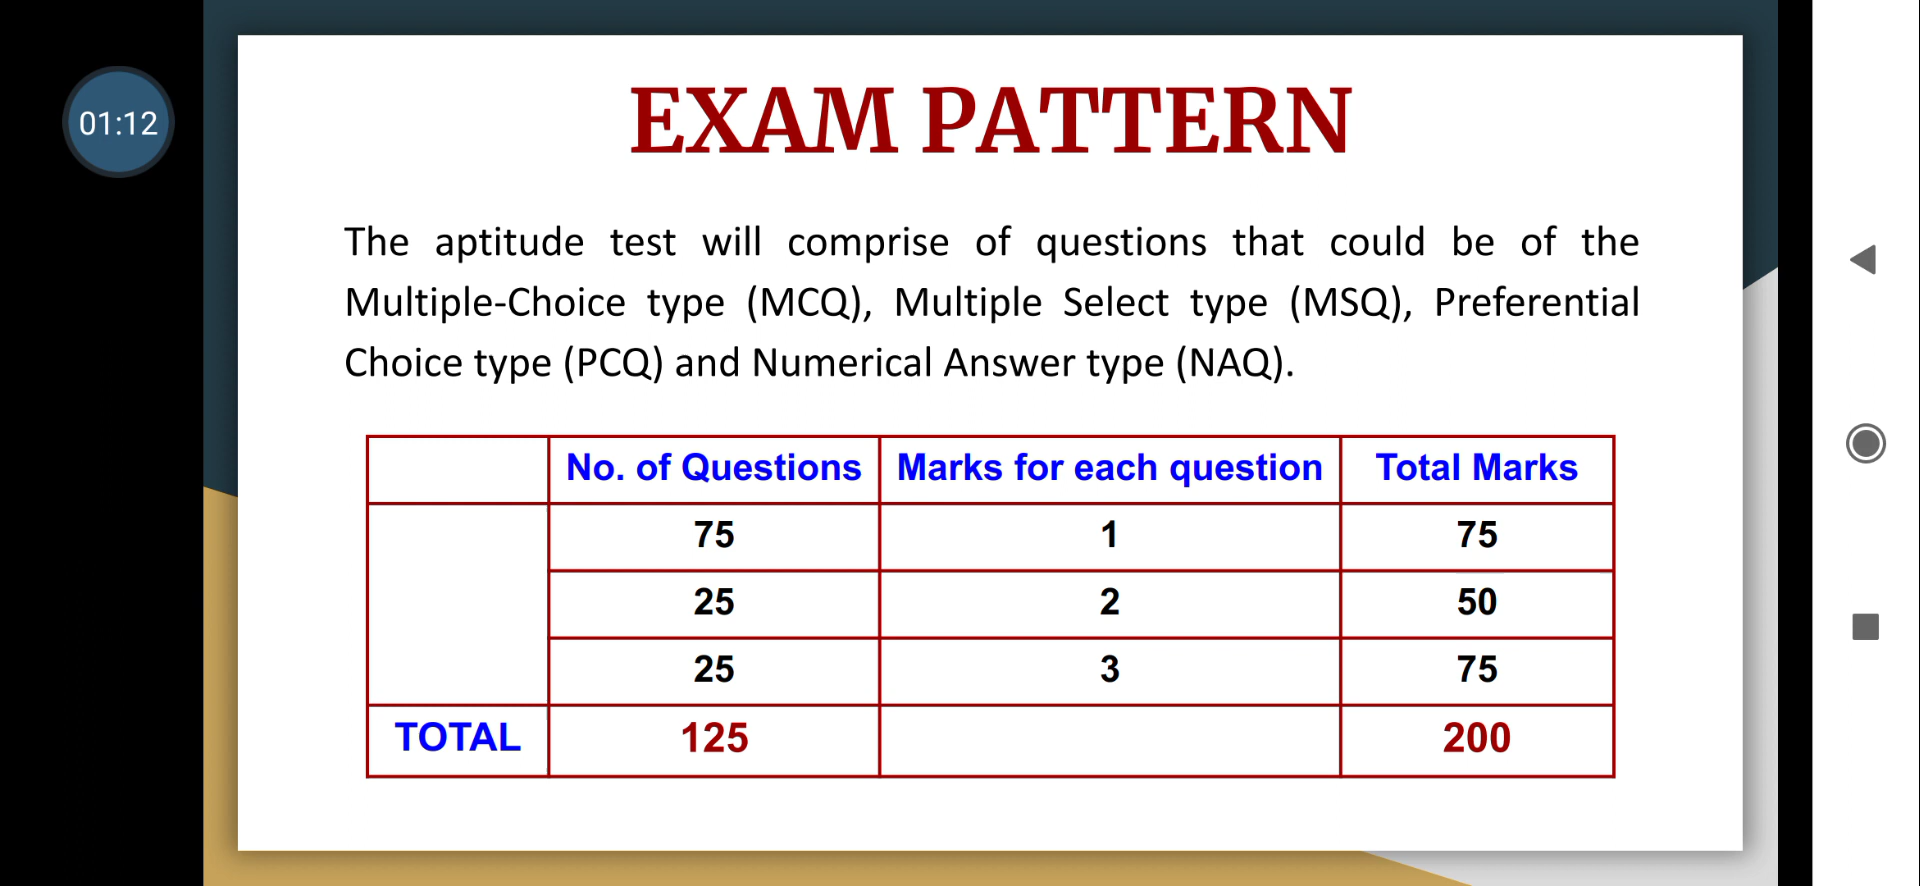 01:12
EXAM PATTERN
The aptitude test will comprise of questions that could be of the
Multiple-Choice type (MCQ), Multiple Select type (MSQ), Preferential
Choice type (PCQ) and Numerical Answer type (NAQ).
No. of Questions Marks for each question Total Marks
75 1 75
25 2 50
25 3 75
TOTAL 125 200